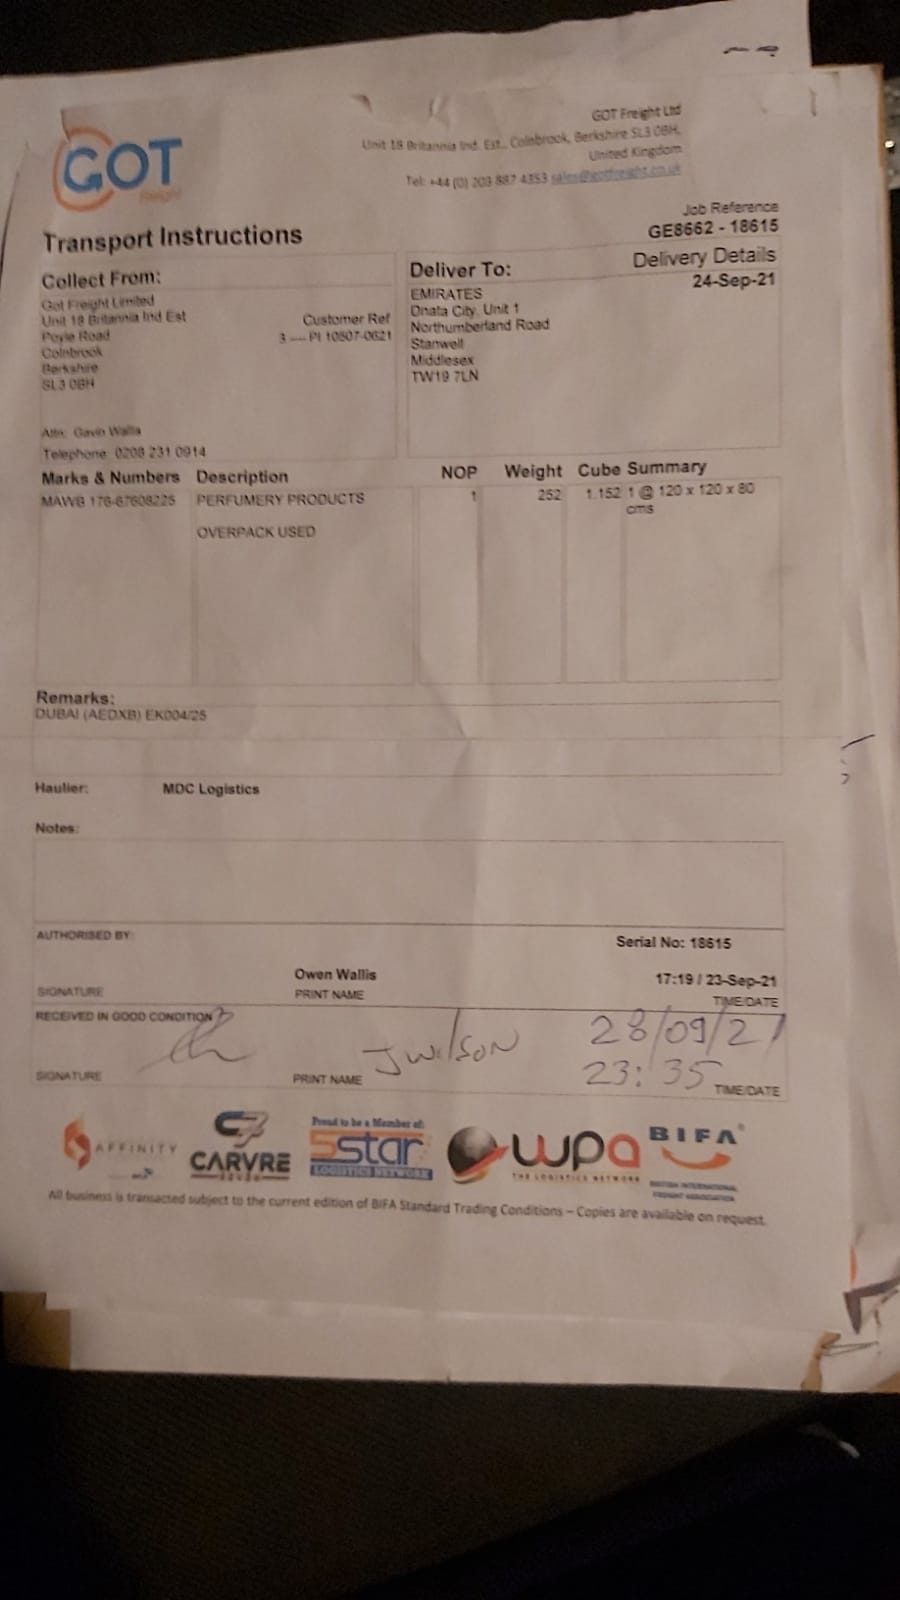 GOT
Freight
GOT Freight Ltd
Unit 18 Britannia Ind. Est., Colnbrook, Berkshire SL3 0BH,
United Kingdom
Tel: +44 (0) 203 887 4353 sales@gotfreight.co.uk
Job Reference
GE8662 - 18615
Transport Instructions
Delivery Details
24-Sep-21
Collect From:
Got Freight Limited
Unit 18 Britannia Ind Est
Poyle Road
Colnbrook
Berkshire
SL3 0BH
Customer Ref
3 ---- PI 10507-0621
Attn: Gavin Wallis
Telephone: 0208 231 0914
Deliver To:
EMIRATES
Dnata City, Unit 1
Northumberland Road
Stanwell
Middlesex
TW19 7LN
Marks & Numbers Description NOP Weight Cube Summary
MAWB 176-87608225 PERFUMERY PRODUCTS 1 252 1.152 1 @ 120 x 120 x 80
cms
OVERPACK USED
Remarks:
DUBAI (AEDXB) EK004/25
Haulier: MDC Logistics
Notes:
AUTHORISED BY:
Serial No: 18615
Owen Wallis 17:19 / 23-Sep-21
SIGNATURE PRINT NAME TIME/DATE
RECEIVED IN GOOD CONDITION
J WilSON 28/09/21
23:35
SIGNATURE PRINT NAME TIME/DATE
AFFINITY
CARVRE
Proud to be a Member of:
5star
LOGISTICS NETWORK
wpa
THE LOGISTICS NETWORK
BIFA
BRITISH INTERNATIONAL
FREIGHT ASSOCIATION
All business is transacted subject to the current edition of BIFA Standard Trading Conditions – Copies are available on request.